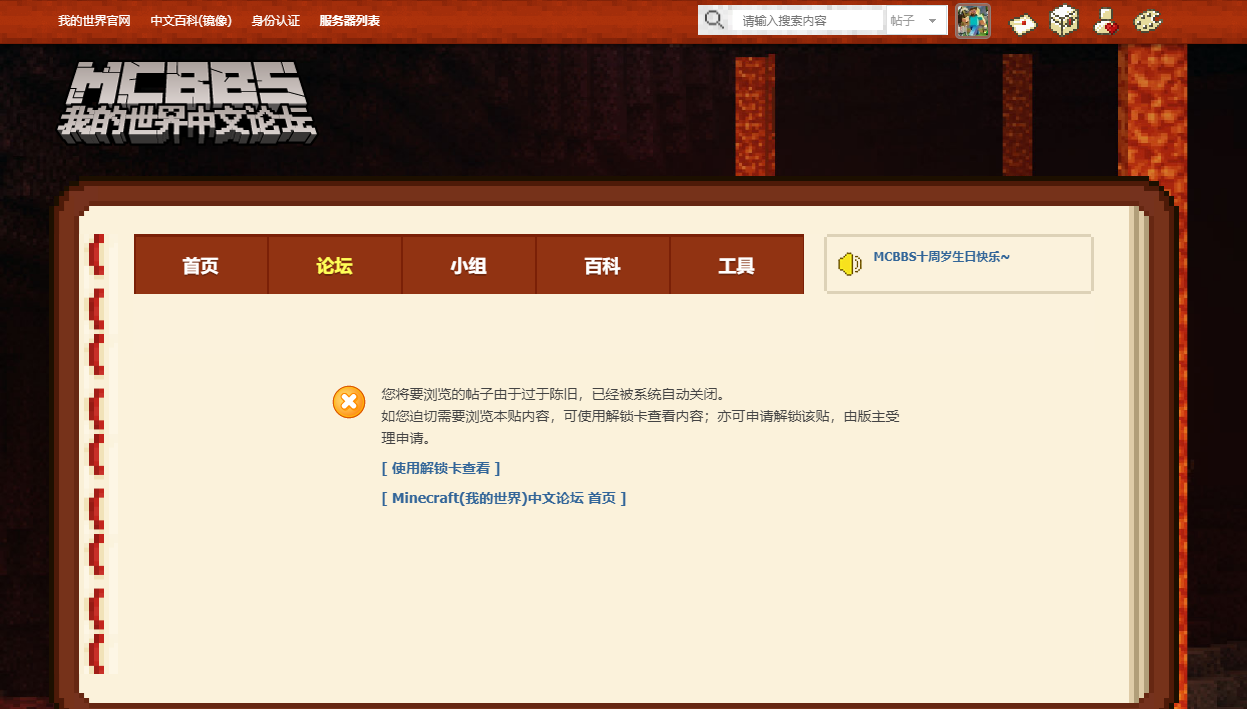 我的世界官网 中文百科(镜像) 身份认证 服务器列表
请输入搜索内容 帖子
MCBBS
我的世界中文论坛
首页 论坛 小组 百科 工具
MCBBS十周岁生日快乐~
您将要浏览的帖子由于过于陈旧，已经被系统自动关闭。
如您迫切需要浏览本贴内容，可使用解锁卡查看内容；亦可申请解锁该贴，由版主受
理申请。
[ 使用解锁卡查看 ]
[ Minecraft(我的世界)中文论坛 首页 ]